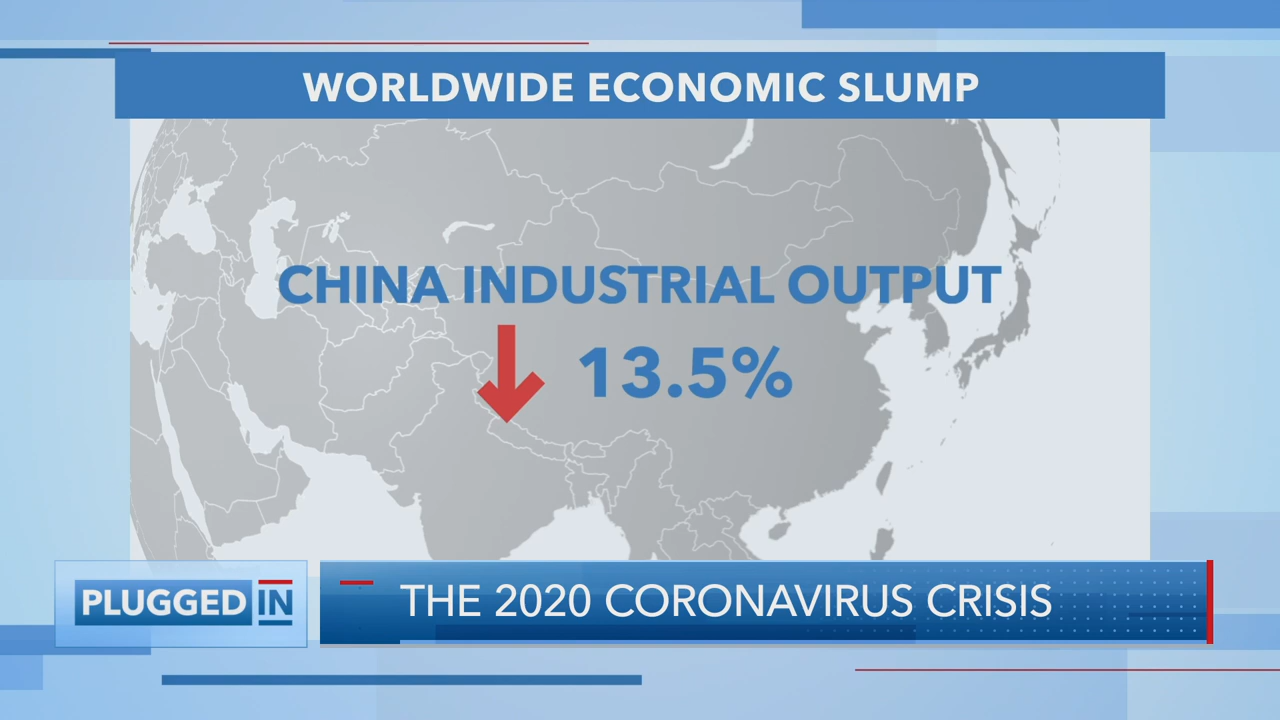 WORLDWIDE ECONOMIC SLUMP
CHINA INDUSTRIAL OUTPUT
13.5%
PLUGGED IN
THE 2020 CORONAVIRUS CRISIS